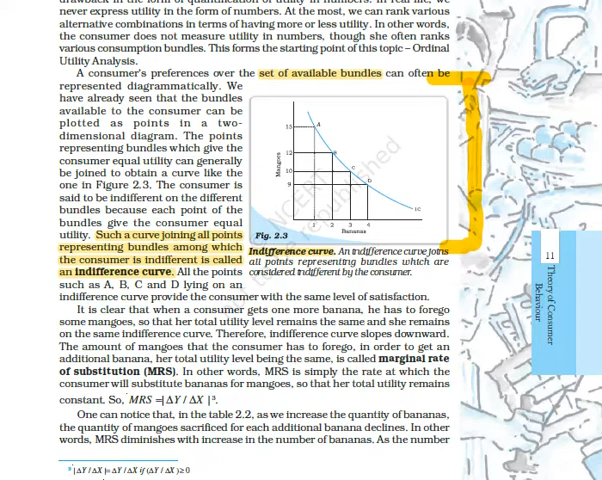 drawback in the form of quantification of utility in numbers. In real life, we
never express utility in the form of numbers. At the most, we can rank various
alternative combinations in terms of having more or less utility. In other words,
the consumer does not measure utility in numbers, though she often ranks
various consumption bundles. This forms the starting point of this topic – Ordinal
Utility Analysis.
A consumer's preferences over the set of available bundles can often be
represented diagrammatically. We
have already seen that the bundles
available to the consumer can be
plotted as points in a two-
dimensional diagram. The points
representing bundles which give the
consumer equal utility can generally
be joined to obtain a curve like the
one in Figure 2.3. The consumer is
said to be indifferent on the different
bundles because each point of the
bundles give the consumer equal
utility. Such a curve joining all points
representing bundles among which
the consumer is indifferent is called
an indifference curve. All the points
such as A, B, C and D lying on an
indifference curve provide the consumer with the same level of satisfaction.
Mangoes
15
12
10
9
A
B
C
D
IC
1 2 3 4
Bananas
Fig. 2.3
Indifference curve. An indifference curve joins
all points representing bundles which are
considered indifferent by the consumer.
It is clear that when a consumer gets one more banana, he has to forego
some mangoes, so that her total utility level remains the same and she remains
on the same indifference curve. Therefore, indifference curve slopes downward.
The amount of mangoes that the consumer has to forego, in order to get an
additional banana, her total utility level being the same, is called marginal rate
of substitution (MRS). In other words, MRS is simply the rate at which the
consumer will substitute bananas for mangoes, so that her total utility remains
constant. So, MRS =| ΔY / ΔX |³.
One can notice that, in the table 2.2, as we increase the quantity of bananas,
the quantity of mangoes sacrificed for each additional banana declines. In other
words, MRS diminishes with increase in the number of bananas. As the number
³ | ΔY / ΔX |= ΔY / ΔX if (ΔY / ΔX) ≥ 0
11
Theory of Consumer
Behaviour
NCERT
republished